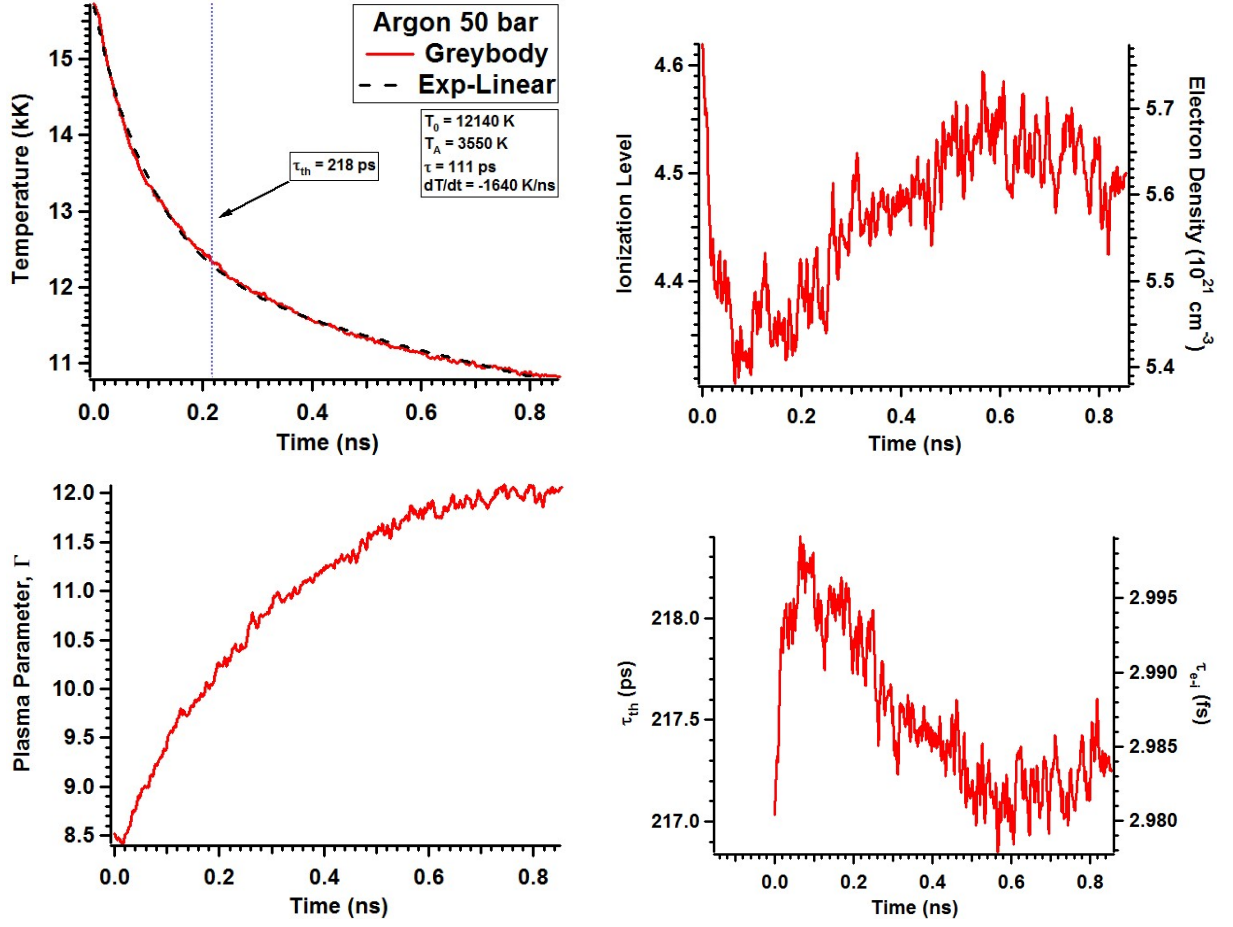 Argon 50 bar
Greybody
Exp-Linear
T0 = 12140 K
TA = 3550 K
τ = 111 ps
dT/dt = -1640 K/ns
τth = 218 ps
Temperature (kK)
15
14
13
12
11
0.0 0.2 0.4 0.6 0.8
Time (ns)
Ionization Level
4.6
4.5
4.4
Electron Density (10^21 cm^-3)
5.7
5.6
5.5
5.4
0.0 0.2 0.4 0.6 0.8
Time (ns)
Plasma Parameter, Γ
12.0
11.5
11.0
10.5
10.0
9.5
9.0
8.5
0.0 0.2 0.4 0.6 0.8
Time (ns)
τth (ps)
218.0
217.5
217.0
τe-i (fs)
2.995
2.990
2.985
2.980
0.0 0.2 0.4 0.6 0.8
Time (ns)